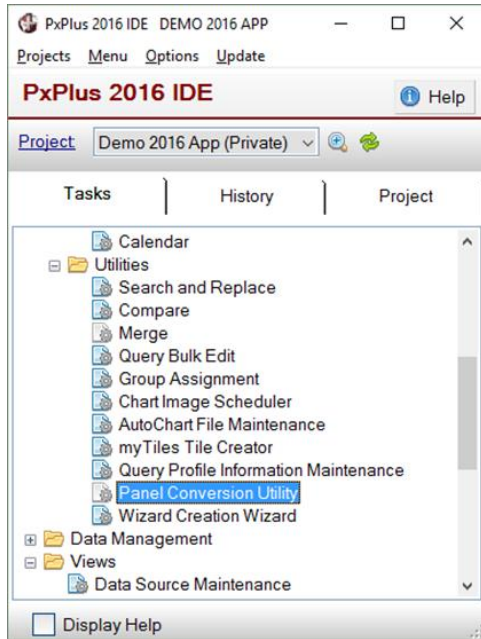 PxPlus 2016 IDE DEMO 2016 APP
Projects Menu Options Update
PxPlus 2016 IDE Help
Project Demo 2016 App (Private)
Tasks History Project
Calendar
Utilities
Search and Replace
Compare
Merge
Query Bulk Edit
Group Assignment
Chart Image Scheduler
AutoChart File Maintenance
myTiles Tile Creator
Query Profile Information Maintenance
Panel Conversion Utility
Wizard Creation Wizard
Data Management
Views
Data Source Maintenance
Display Help